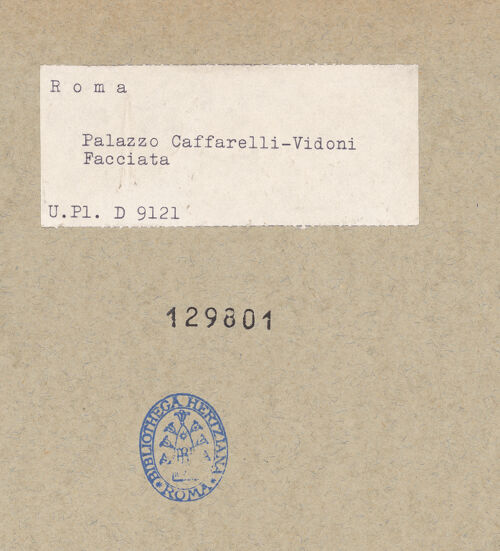 Roma
Palazzo Caffarelli-Vidoni
Facciata
U.Pl. D 9121
129801
BIBLIOTHECA HERTZIANA
ROMA